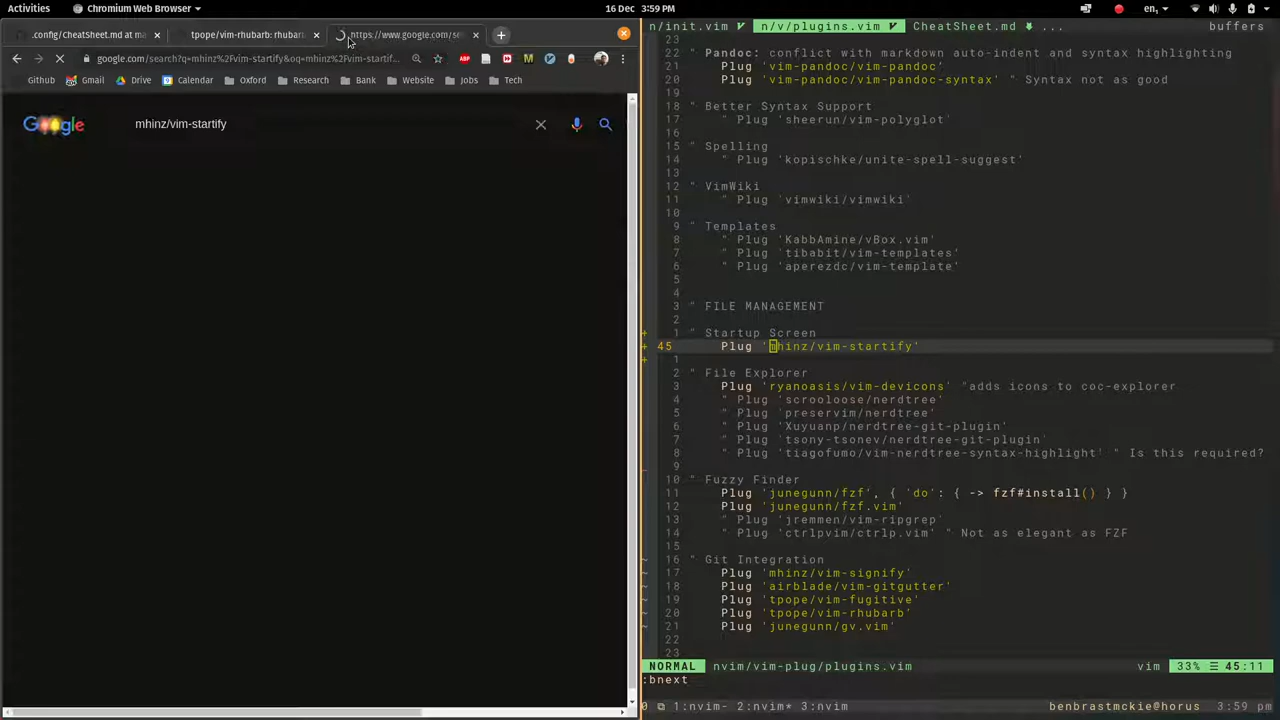 Activities Chromium Web Browser 16 Dec 3:59 PM en
.config/CheatSheet.md at ma × tpope/vim-rhubarb: rhubar × https://www.google.com/se × +
google.com/search?q=mhinz%2Fvim-startify&oq=mhinz%2Fvim-startif...
Github Gmail Drive Calendar Oxford Research Bank Website Jobs Tech
Google mhinz/vim-startify
n/init.vim n/v/plugins.vim CheatSheet.md ... buffers
23
22 " Pandoc: conflict with markdown auto-indent and syntax highlighting
21 Plug 'vim-pandoc/vim-pandoc'
20 Plug 'vim-pandoc/vim-pandoc-syntax' " Syntax not as good
19
18 " Better Syntax Support
17 " Plug 'sheerun/vim-polyglot'
16
15 " Spelling
14 " Plug 'kopischke/unite-spell-suggest'
13
12 " VimWiki
11 " Plug 'vimwiki/vimwiki'
10
9 " Templates
8 " Plug 'KabbAmine/vBox.vim'
7 " Plug 'tibabit/vim-templates'
6 " Plug 'aperezdc/vim-template'
5
4
3 " FILE MANAGEMENT
2
+ 1 " Startup Screen
+ 45 Plug 'mhinz/vim-startify'
+ 1
2 " File Explorer
3 Plug 'ryanoasis/vim-devicons' "adds icons to coc-explorer
4 " Plug 'scrooloose/nerdtree'
5 " Plug 'preservim/nerdtree'
6 " Plug 'Xuyuanp/nerdtree-git-plugin'
7 " Plug 'tsony-tsonev/nerdtree-git-plugin'
8 " Plug 'tiagofumo/vim-nerdtree-syntax-highlight' " Is this required?
9
10 " Fuzzy Finder
11 Plug 'junegunn/fzf', { 'do': { -> fzf#install() } }
12 Plug 'junegunn/fzf.vim'
13 " Plug 'jremmen/vim-ripgrep'
14 " Plug 'ctrlpvim/ctrlp.vim' " Not as elegant as FZF
15
~ 16 " Git Integration
~ 17 Plug 'mhinz/vim-signify'
~ 18 Plug 'airblade/vim-gitgutter'
~ 19 Plug 'tpope/vim-fugitive'
~ 20 Plug 'tpope/vim-rhubarb'
~ 21 Plug 'junegunn/gv.vim'
22
23
NORMAL nvim/vim-plug/plugins.vim vim 33% ☰ 45:11
:bnext
0 1:nvim- 2:nvim* 3:nvim benbrastmckie@horus 3:59 pm